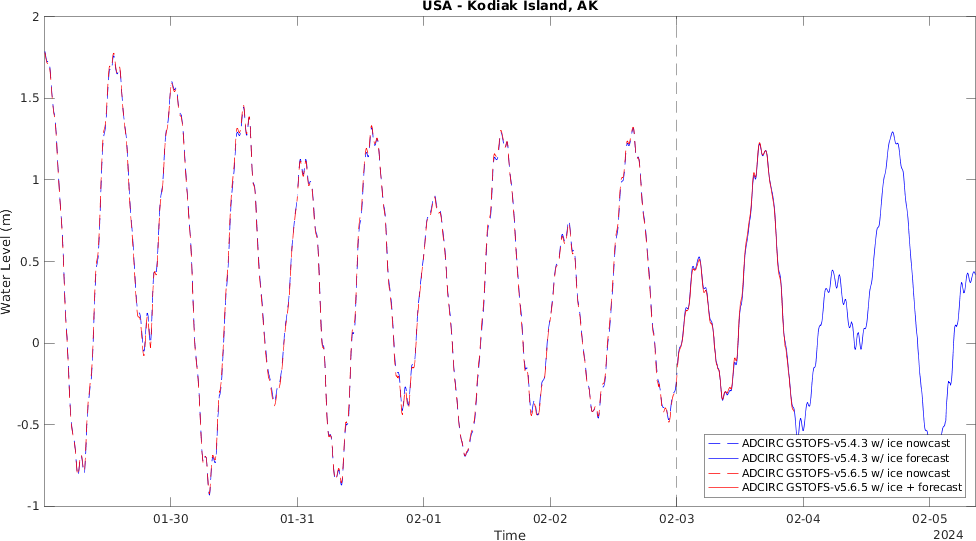 USA - Kodiak Island, AK
2
1.5
1
0.5
0
-0.5
-1
Water Level (m)
01-30
01-31
02-01
02-02
02-03
02-04
02-05
Time
2024
ADCIRC GSTOFS-v5.4.3 w/ ice nowcast
ADCIRC GSTOFS-v5.4.3 w/ ice forecast
ADCIRC GSTOFS-v5.6.5 w/ ice nowcast
ADCIRC GSTOFS-v5.6.5 w/ ice + forecast